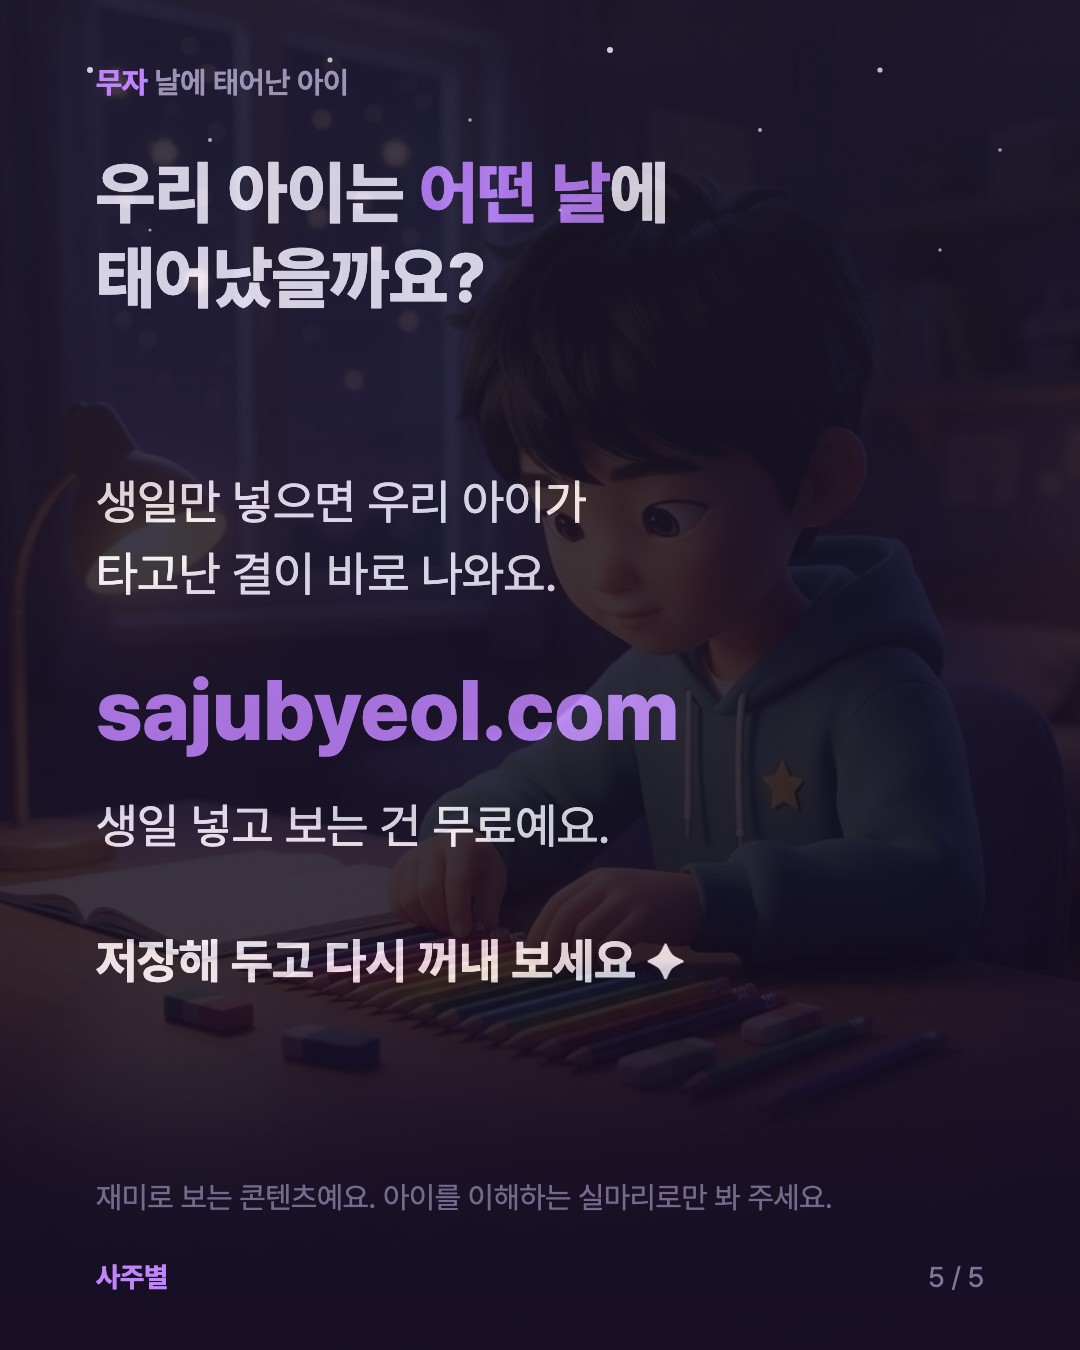 무자 날에 태어난 아이
우리 아이는 어떤 날에
태어났을까요?
생일만 넣으면 우리 아이가
타고난 결이 바로 나와요.
sajubyeol.com
생일 넣고 보는 건 무료예요.
저장해 두고 다시 꺼내 보세요 ✦
재미로 보는 콘텐츠예요. 아이를 이해하는 실마리로만 봐 주세요.
사주별
5 / 5